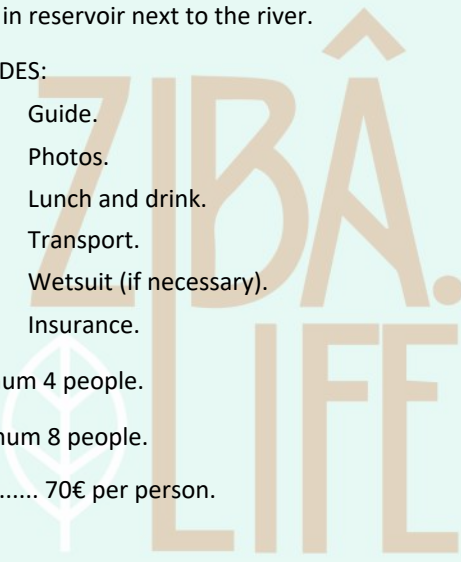 in reservoir next to the river.
DES:
Guide.
Photos.
Lunch and drink.
Transport.
Wetsuit (if necessary).
Insurance.
um 4 people.
num 8 people.
...... 70€ per person.
ZIBÂ.
LIFE